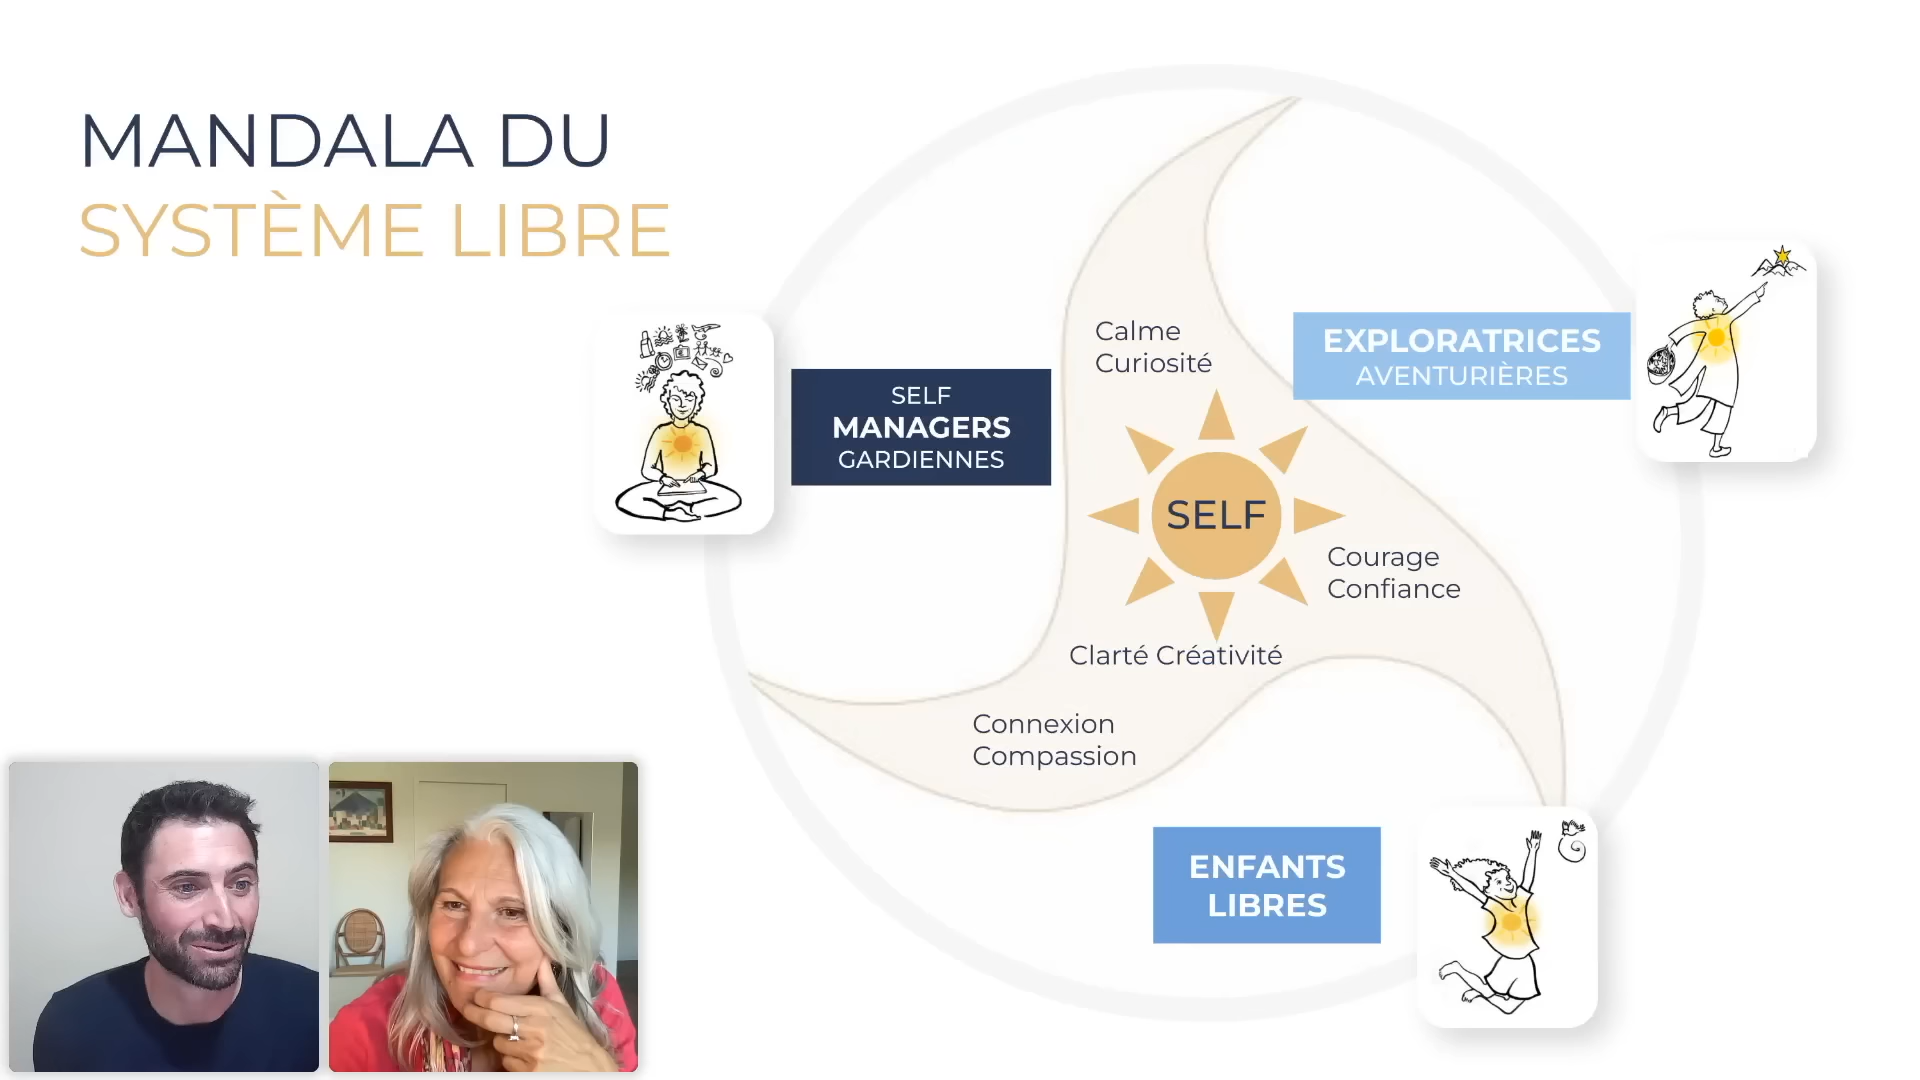 MANDALA DU
SYSTÈME LIBRE
SELF
MANAGERS
GARDIENNES
Calme
Curiosité
EXPLORATRICES
AVENTURIÈRES
SELF
Courage
Confiance
Clarté Créativité
Connexion
Compassion
ENFANTS
LIBRES